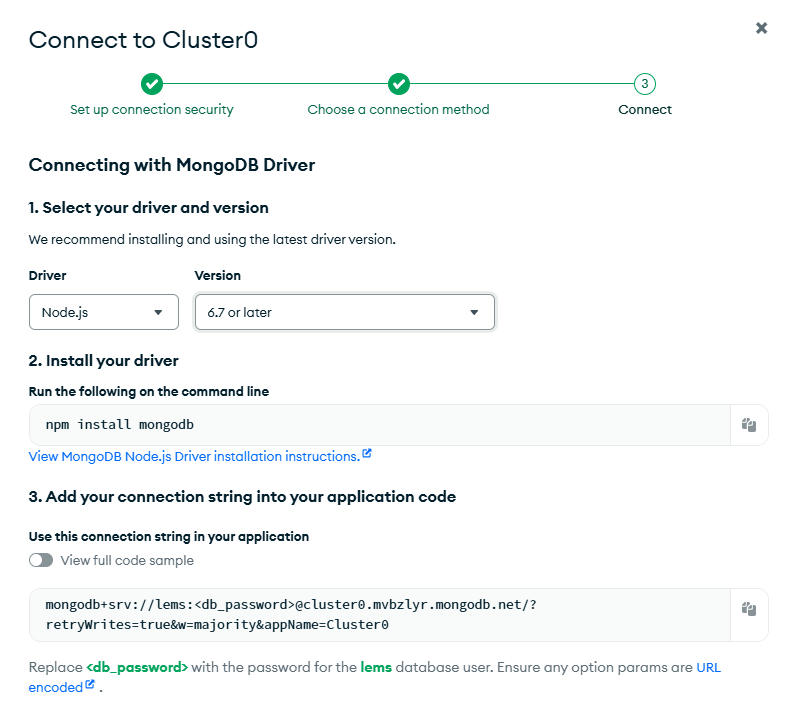 Connect to Cluster0
3
Set up connection security
Choose a connection method
Connect
Connecting with MongoDB Driver
1. Select your driver and version
We recommend installing and using the latest driver version.
Driver
Version
Node.js
6.7 or later
2. Install your driver
Run the following on the command line
npm install mongodb
View MongoDB Node.js Driver installation instructions.
3. Add your connection string into your application code
Use this connection string in your application
View full code sample
mongodb+srv://lems:<db_password>@cluster0.mvbzlyr.mongodb.net/?
retryWrites=true&w=majority&appName=Cluster0
Replace <db_password> with the password for the lems database user. Ensure any option params are URL
encoded .